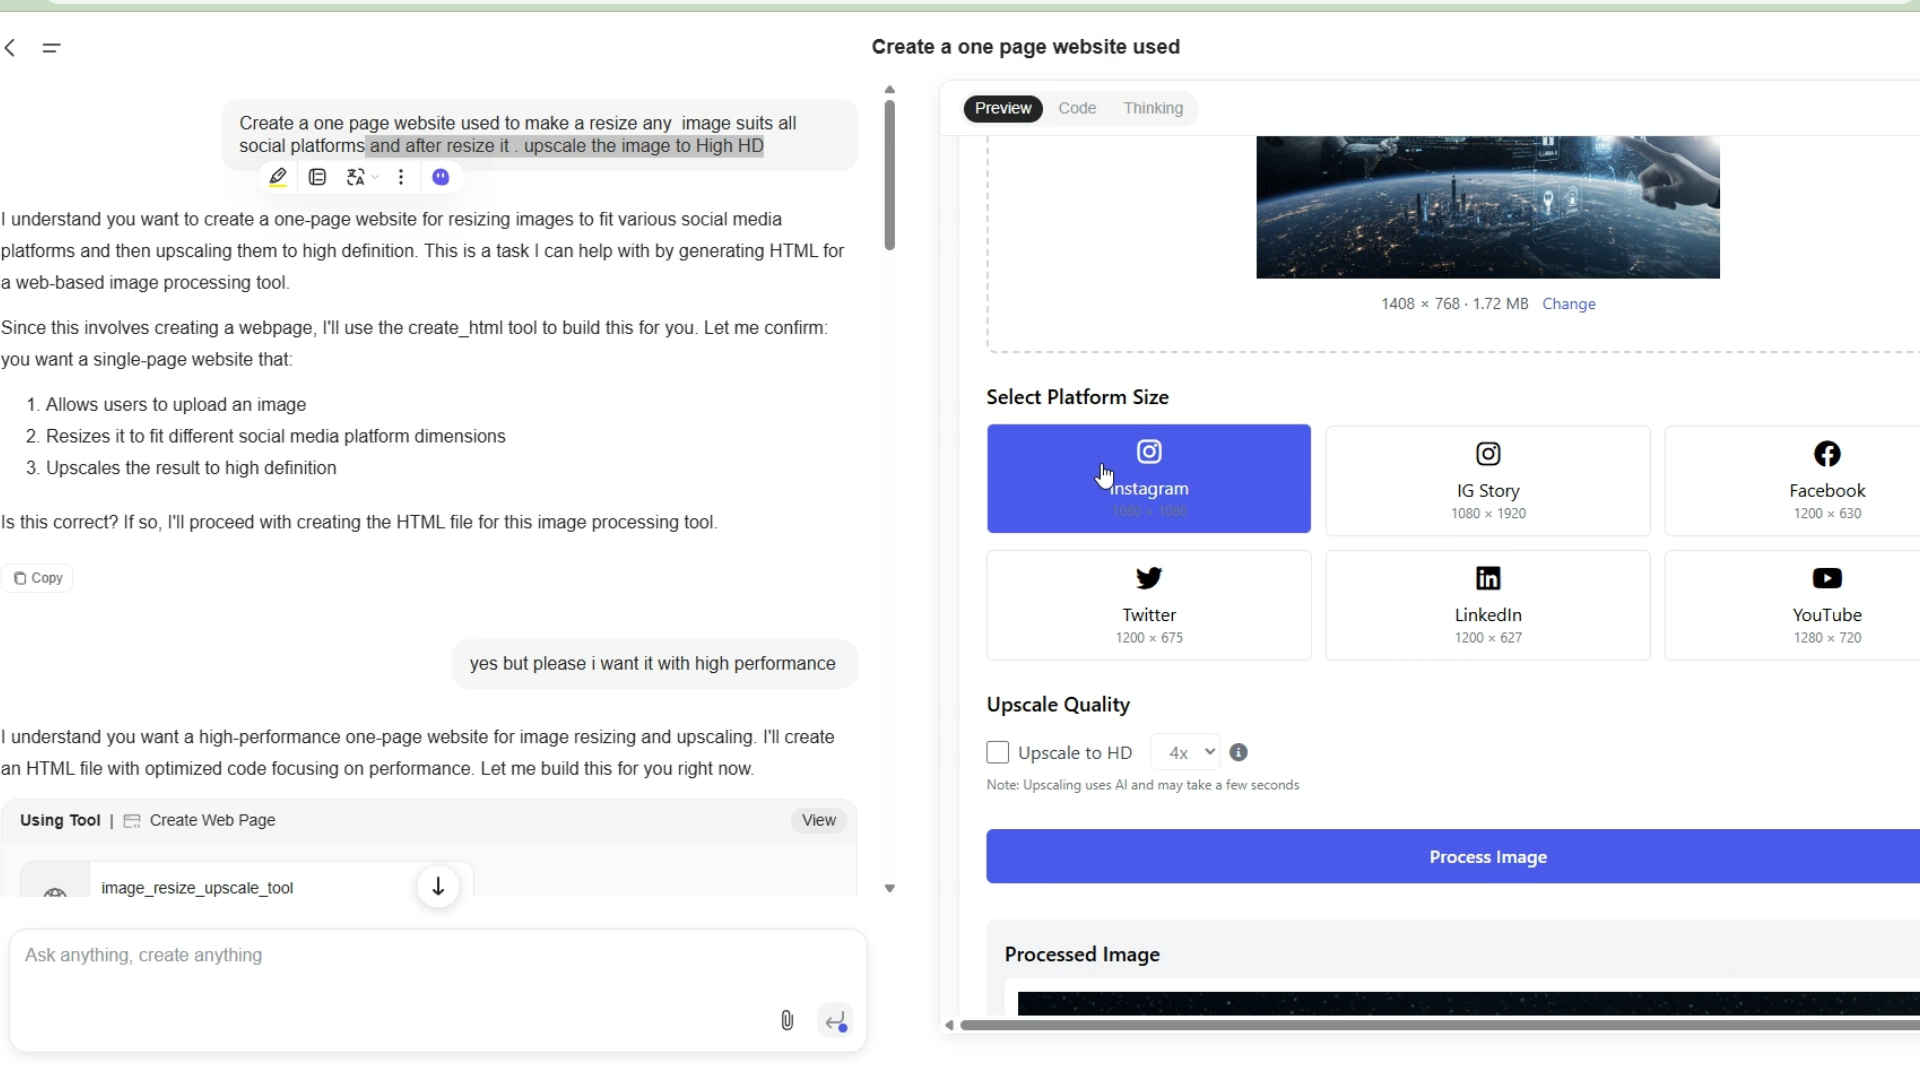 Create a one page website used
Create a one page website used to make a resize any  image suits all
social platforms and after resize it . upscale the image to High HD
I understand you want to create a one-page website for resizing images to fit various social media
platforms and then upscaling them to high definition. This is a task I can help with by generating HTML for
a web-based image processing tool.
Since this involves creating a webpage, I'll use the create_html tool to build this for you. Let me confirm:
you want a single-page website that:
1. Allows users to upload an image
2. Resizes it to fit different social media platform dimensions
3. Upscales the result to high definition
Is this correct? If so, I'll proceed with creating the HTML file for this image processing tool.
Copy
yes but please i want it with high performance
I understand you want a high-performance one-page website for image resizing and upscaling. I'll create
an HTML file with optimized code focusing on performance. Let me build this for you right now.
Using Tool | Create Web Page
View
image_resize_upscale_tool
Ask anything, create anything
Preview Code Thinking
1408 × 768 · 1.72 MB Change
Select Platform Size
Instagram
1080 × 1080
IG Story
1080 × 1920
Facebook
1200 × 630
Twitter
1200 × 675
LinkedIn
1200 × 627
YouTube
1280 × 720
Upscale Quality
Upscale to HD 4x
Note: Upscaling uses AI and may take a few seconds
Process Image
Processed Image